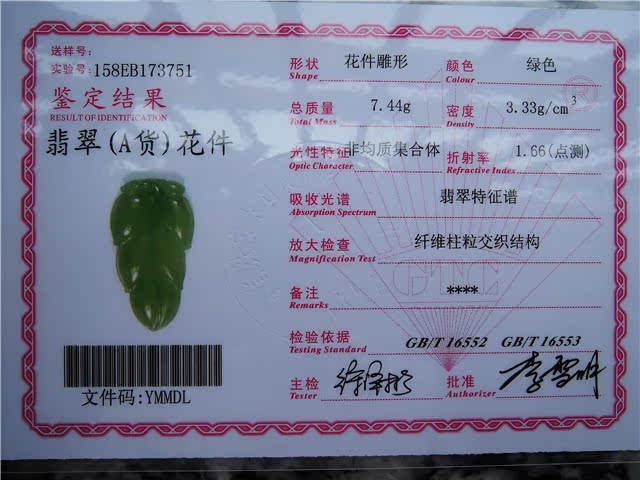 送样号:
实验号:158EB173751
鉴定结果
RESULT OF IDENTIFICATION
翡翠(A货)花件
文件码:YMMDL
形状 花件雕形 颜色 绿色
Shape Colour
总质量 7.44g 密度 3.33g/cm³
Total Mass Density
光性特征 非均质集合体 折射率 1.66(点测)
Optic Character Refractive Index
吸收光谱 翡翠特征谱
Absorption Spectrum
放大检查 纤维柱粒交织结构
Magnification Test
备注 ****
Remarks
检验依据 GB/T 16552 GB/T 16553
Testing Standard
主检 批准 李雪明
Tester Authorizer
GTC